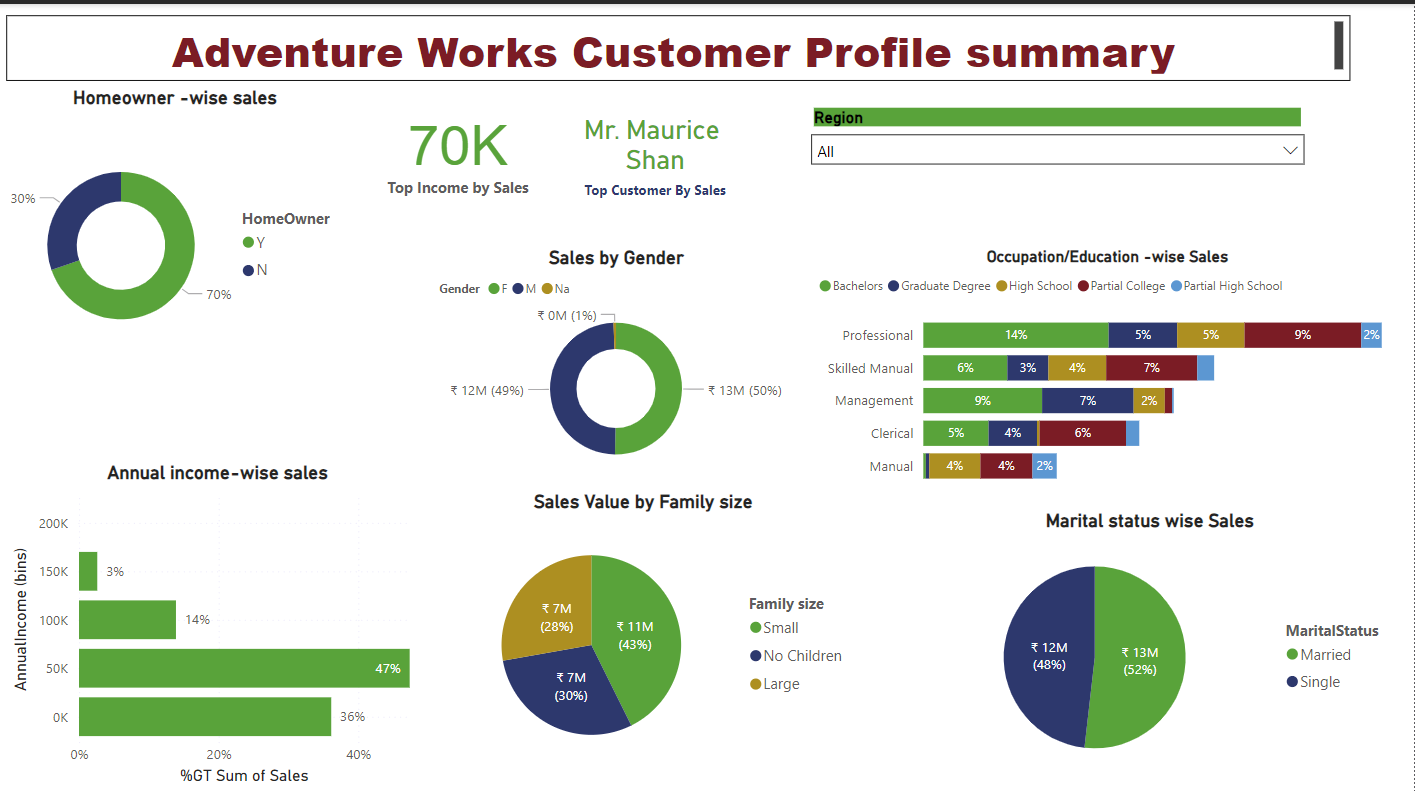 Adventure Works Customer Profile summary
Homeowner -wise sales
30%
70%
HomeOwner
Y
N
70K
Top Income by Sales
Mr. Maurice
Shan
Top Customer By Sales
Region
All
Sales by Gender
Gender F M Na
₹ 0M (1%)
₹ 12M (49%)
₹ 13M (50%)
Occupation/Education -wise Sales
Bachelors Graduate Degree High School Partial College Partial High School
Professional 14% 5% 5% 9% 2%
Skilled Manual 6% 3% 4% 7%
Management 9% 7% 2%
Clerical 5% 4% 6%
Manual 4% 4% 2%
Annual income-wise sales
AnnualIncome (bins)
200K
150K 3%
100K 14%
50K 47%
0K 36%
0% 20% 40%
%GT Sum of Sales
Sales Value by Family size
₹ 7M
(28%)
₹ 11M
(43%)
₹ 7M
(30%)
Family size
Small
No Children
Large
Marital status wise Sales
₹ 12M
(48%)
₹ 13M
(52%)
MaritalStatus
Married
Single